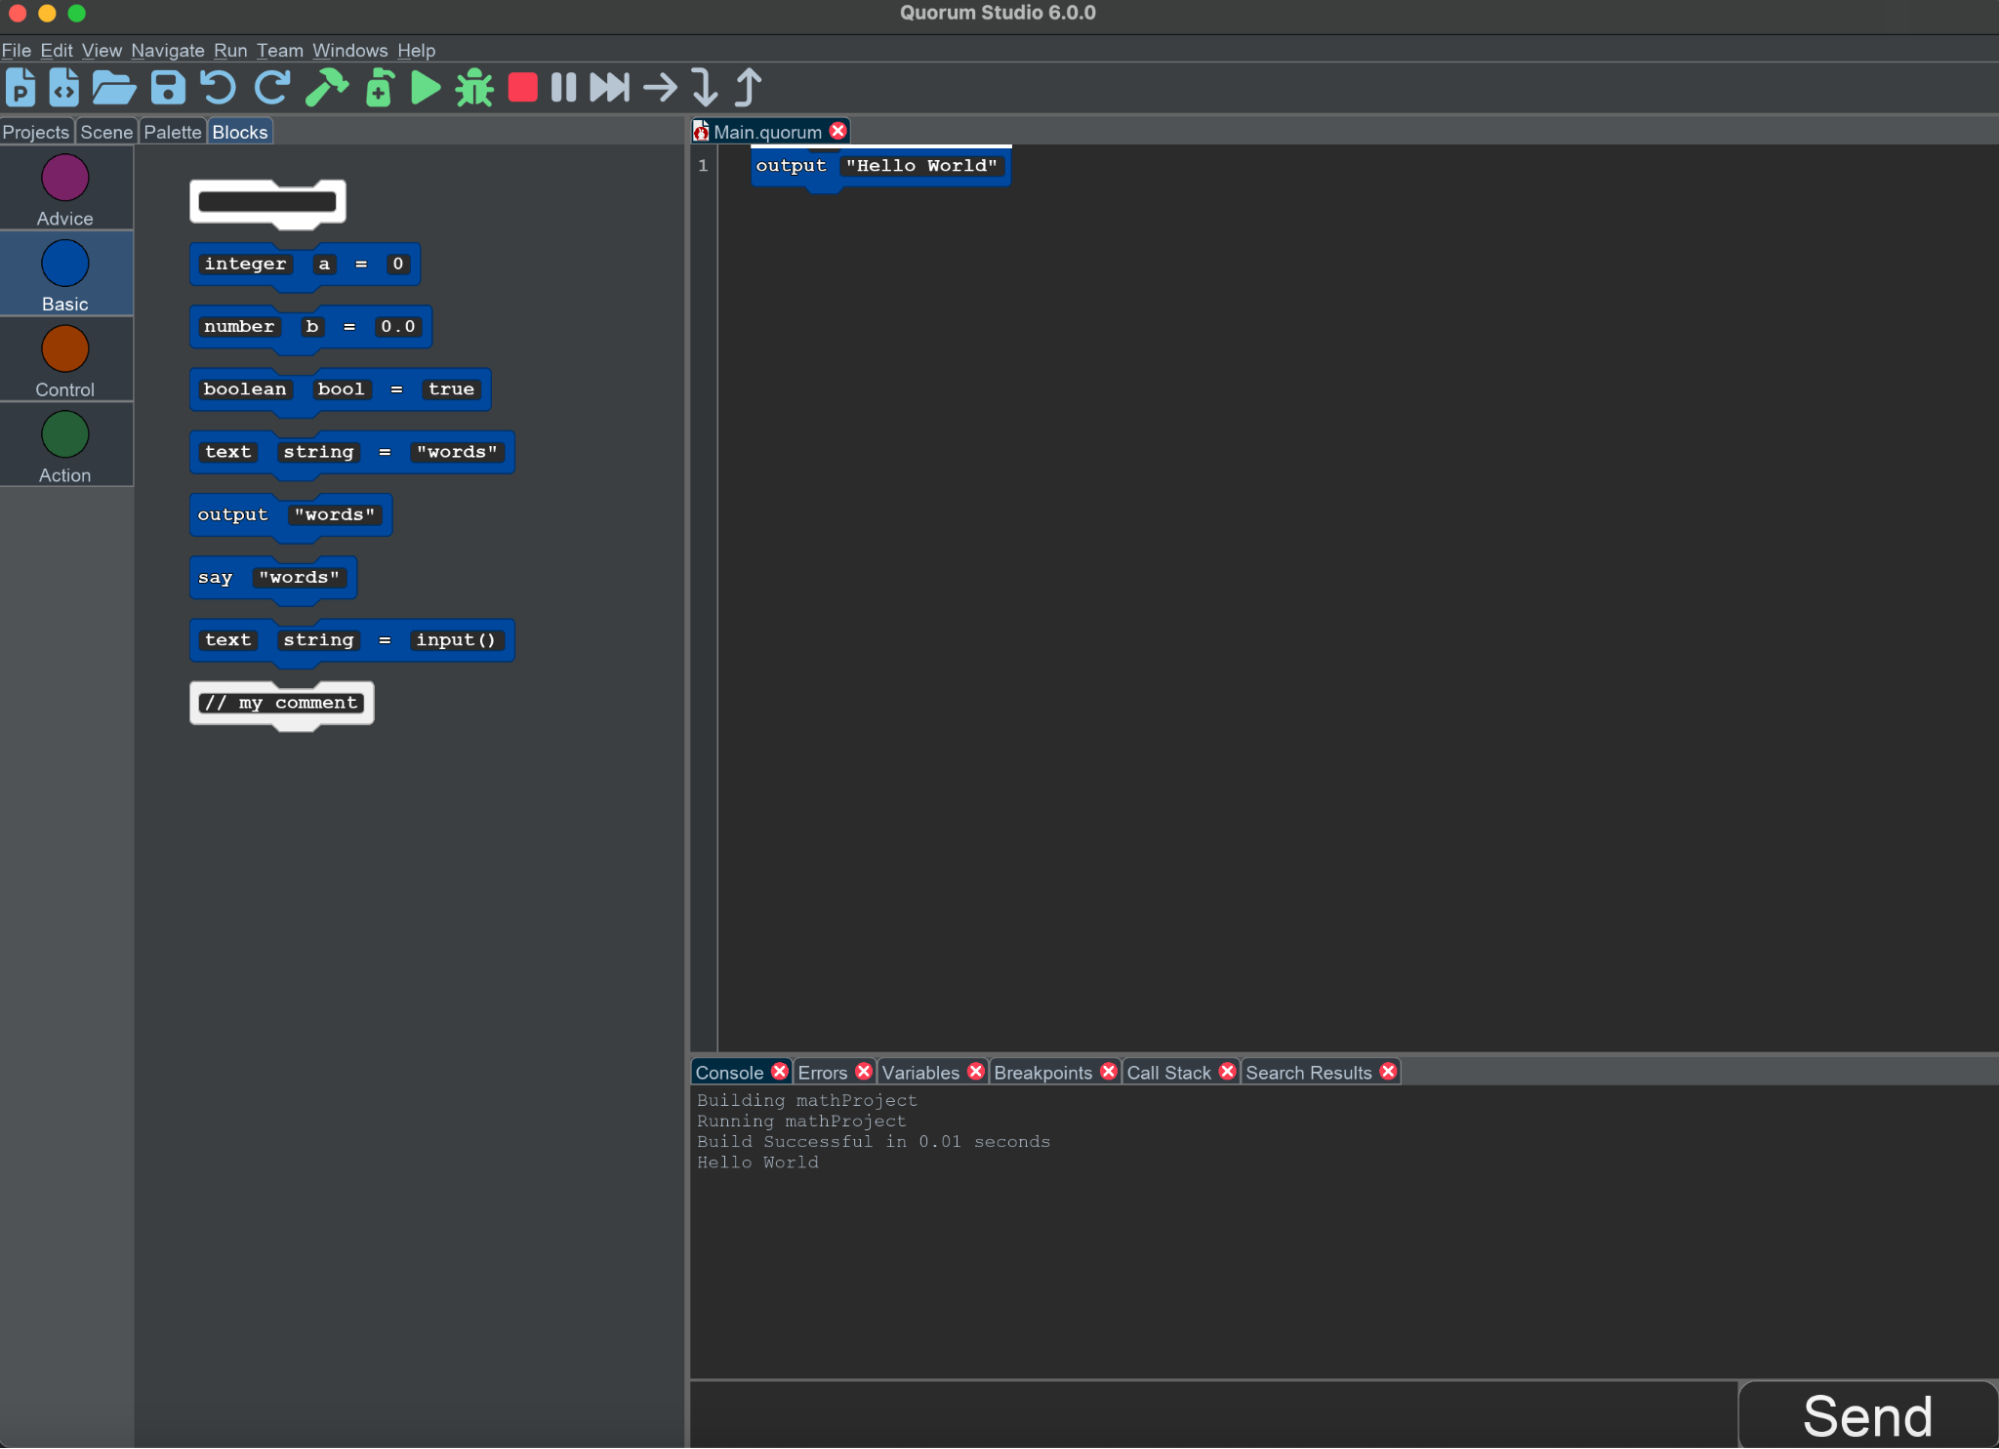 Quorum Studio 6.0.0
File Edit View Navigate Run Team Windows Help
Projects Scene Palette Blocks
Advice
Basic
Control
Action
integer a = 0
number b = 0.0
boolean bool = true
text string = "words"
output "words"
say "words"
text string = input()
// my comment
Main.quorum
1 output "Hello World"
Console Errors Variables Breakpoints Call Stack Search Results
Building mathProject
Running mathProject
Build Successful in 0.01 seconds
Hello World
Send